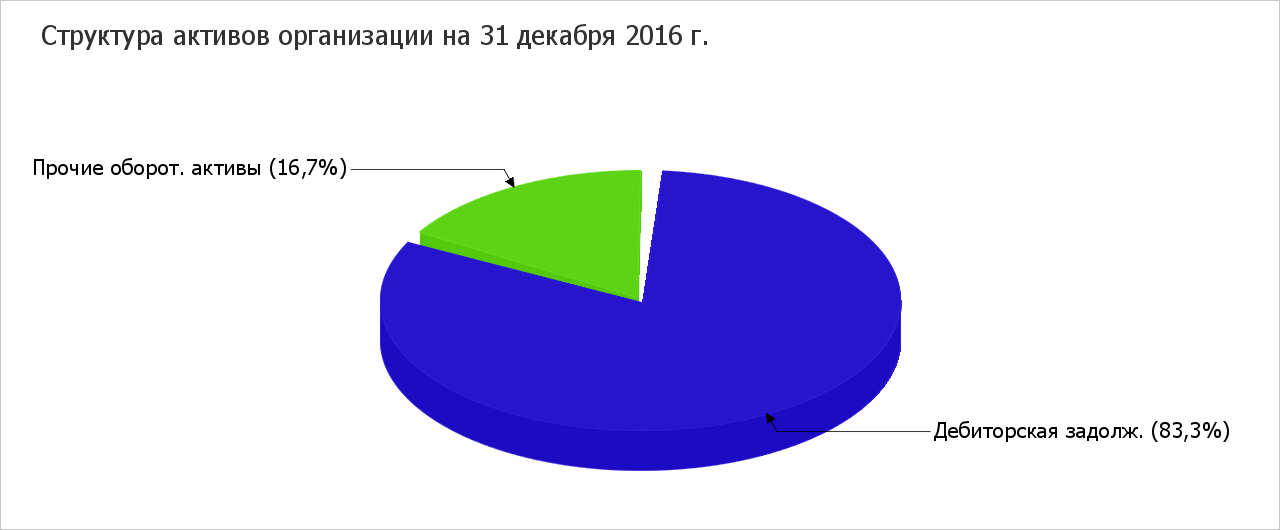 Структура активов организации на 31 декабря 2016 г.
Прочие оборот. активы (16,7%)
Дебиторская задолж. (83,3%)